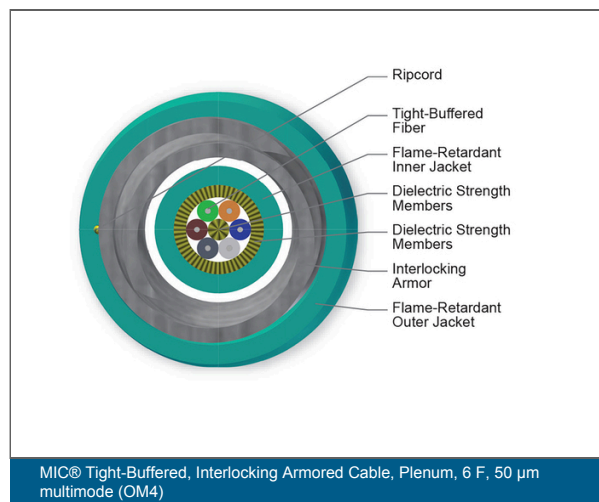 Ripcord
Tight-Buffered
Fiber
Flame-Retardant
Inner Jacket
Dielectric Strength
Members
Dielectric Strength
Members
Interlocking
Armor
Flame-Retardant
Outer Jacket
MIC® Tight-Buffered, Interlocking Armored Cable, Plenum, 6 F, 50 µm
multimode (OM4)